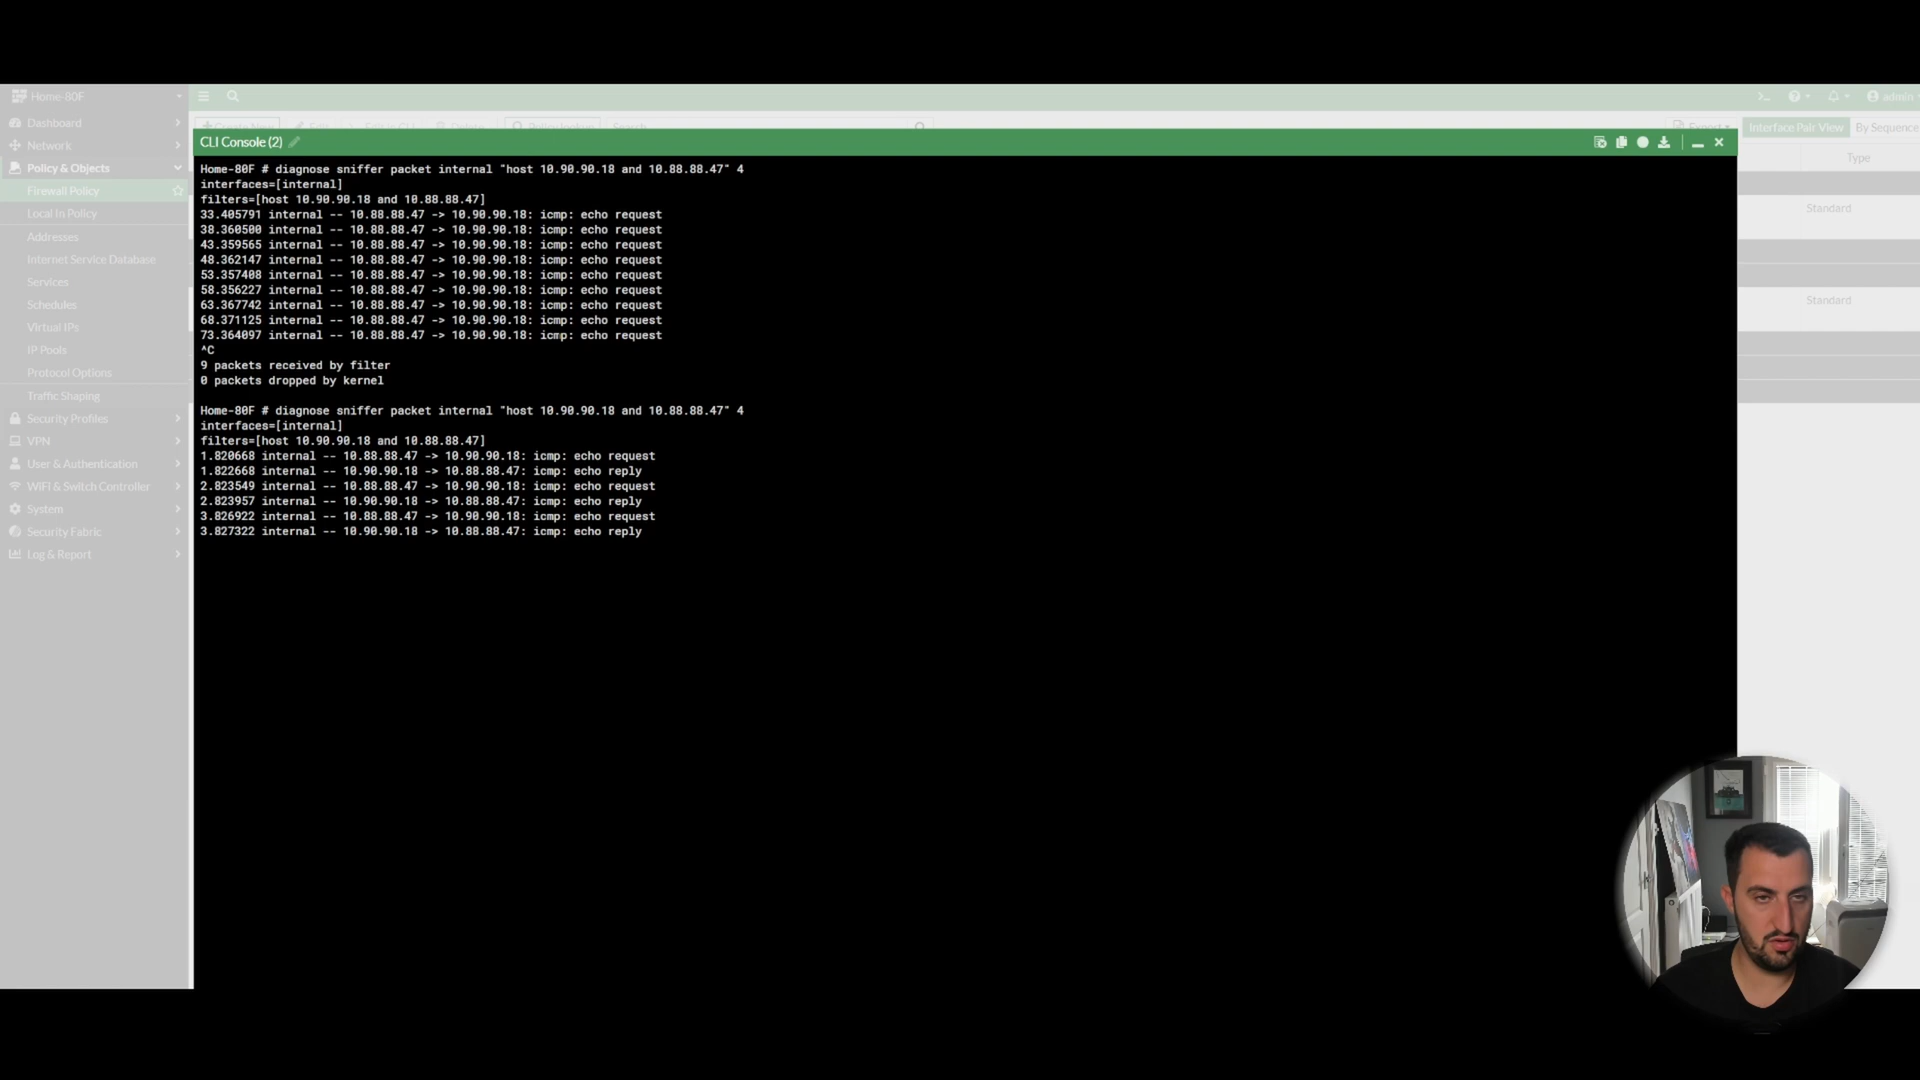 Home-80F
admin
Dashboard
Network
Policy & Objects
Firewall Policy
Local In Policy
Addresses
Internet Service Database
Services
Schedules
Virtual IPs
IP Pools
Protocol Options
Traffic Shaping
Security Profiles
VPN
User & Authentication
WiFi & Switch Controller
System
Security Fabric
Log & Report
Create New
Edit
Edit in CLI
Delete
Policy lookup
Search
Export
Interface Pair View
By Sequence
Type
Standard
Standard
CLI Console (2)
Home-80F # diagnose sniffer packet internal "host 10.90.90.18 and 10.88.88.47" 4
interfaces=[internal]
filters=[host 10.90.90.18 and 10.88.88.47]
33.405791 internal -- 10.88.88.47 -> 10.90.90.18: icmp: echo request
38.360500 internal -- 10.88.88.47 -> 10.90.90.18: icmp: echo request
43.359565 internal -- 10.88.88.47 -> 10.90.90.18: icmp: echo request
48.362147 internal -- 10.88.88.47 -> 10.90.90.18: icmp: echo request
53.357408 internal -- 10.88.88.47 -> 10.90.90.18: icmp: echo request
58.356227 internal -- 10.88.88.47 -> 10.90.90.18: icmp: echo request
63.367742 internal -- 10.88.88.47 -> 10.90.90.18: icmp: echo request
68.371125 internal -- 10.88.88.47 -> 10.90.90.18: icmp: echo request
73.364097 internal -- 10.88.88.47 -> 10.90.90.18: icmp: echo request
^C
9 packets received by filter
0 packets dropped by kernel
Home-80F # diagnose sniffer packet internal "host 10.90.90.18 and 10.88.88.47" 4
interfaces=[internal]
filters=[host 10.90.90.18 and 10.88.88.47]
1.820668 internal -- 10.88.88.47 -> 10.90.90.18: icmp: echo request
1.822668 internal -- 10.90.90.18 -> 10.88.88.47: icmp: echo reply
2.823549 internal -- 10.88.88.47 -> 10.90.90.18: icmp: echo request
2.823957 internal -- 10.90.90.18 -> 10.88.88.47: icmp: echo reply
3.826922 internal -- 10.88.88.47 -> 10.90.90.18: icmp: echo request
3.827322 internal -- 10.90.90.18 -> 10.88.88.47: icmp: echo reply